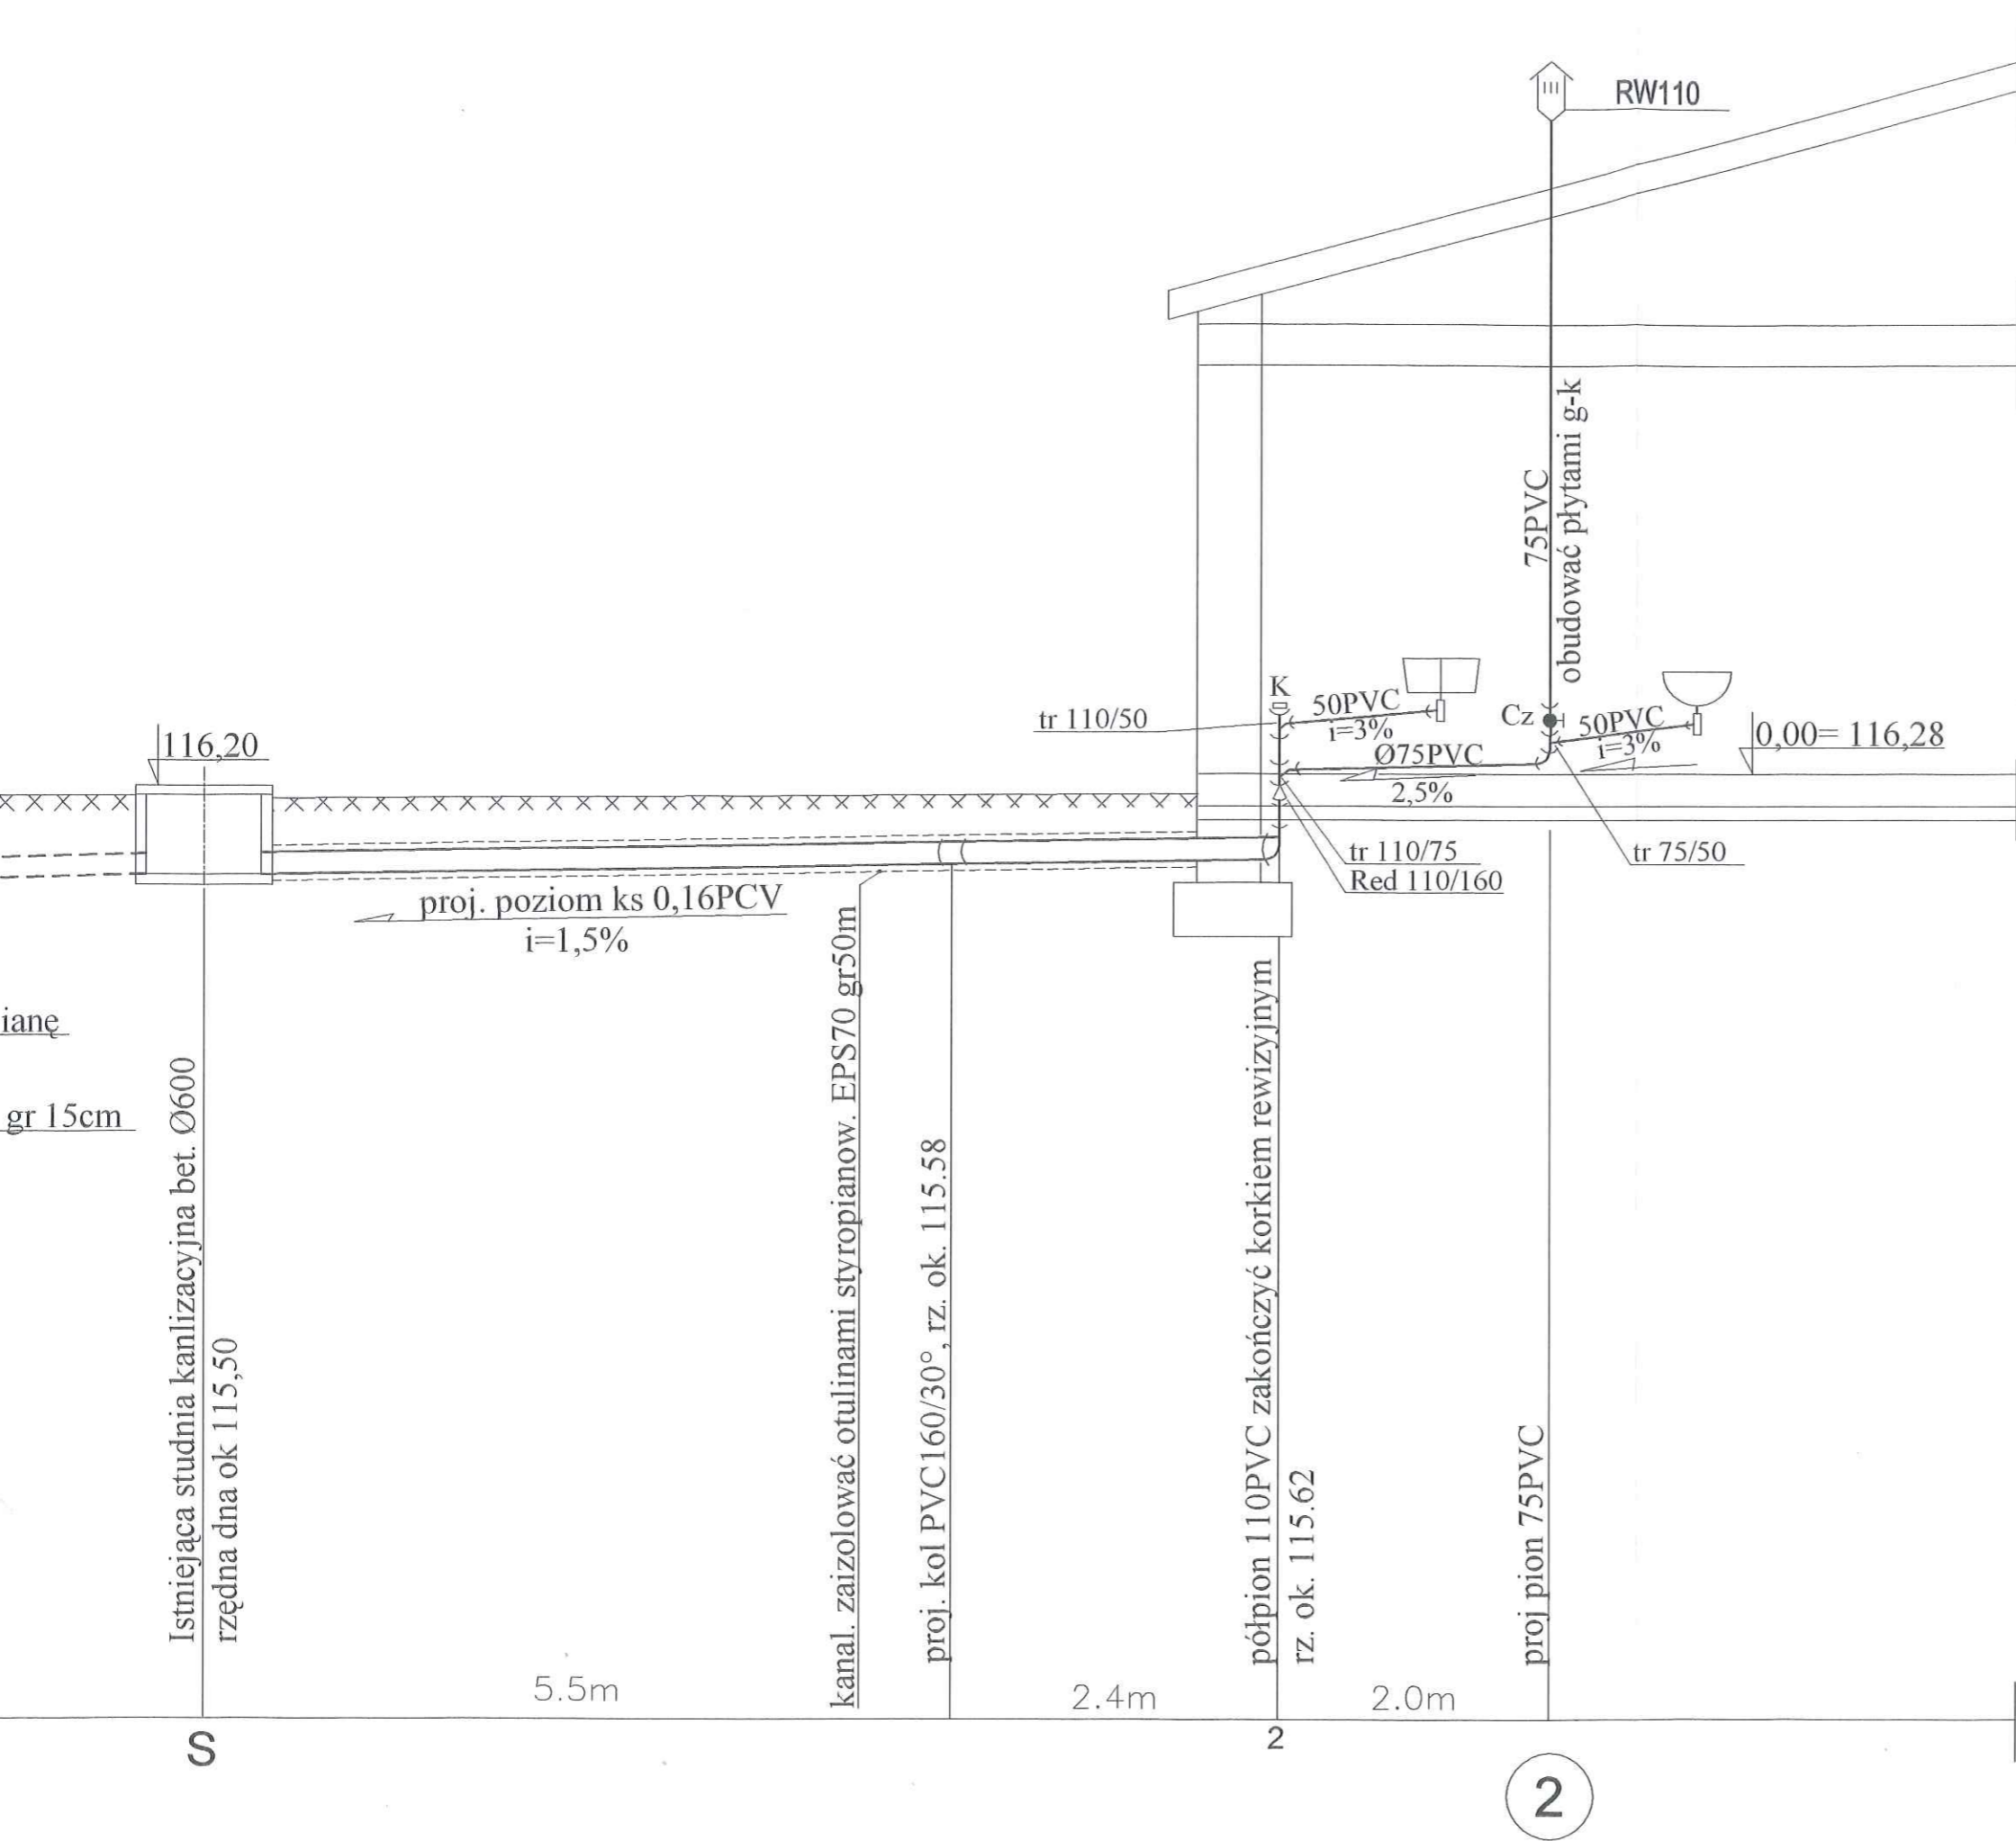 RW110
75PVC
obudować płytami g-k
K
50PVC
i=3%
tr 110/50
Cz
50PVC
i=3%
Ø75PVC
2,5%
0,00= 116,28
116,20
tr 110/75
Red 110/160
tr 75/50
proj. poziom ks 0,16PCV
i=1,5%
ianę
gr 15cm
Istniejąca studnia kanlizacyjna bet. Ø600
rzędna dna ok 115,50
kanal. zaizolować otulinami styropianow. EPS70 gr50m
proj. kol PVC160/30°, rz. ok. 115.58
półpion 110PVC zakończyć korkiem rewizyjnym
rz. ok. 115.62
proj pion 75PVC
5.5m
2.4m
2.0m
S
2
2